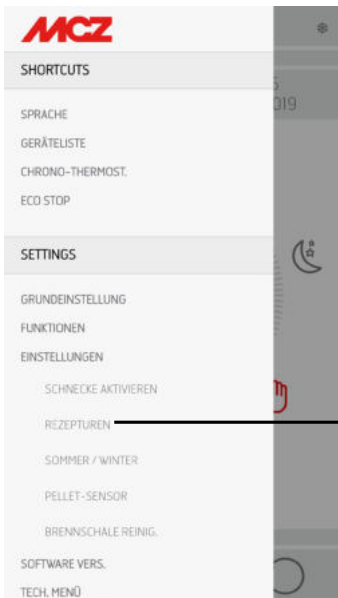 MCZ
SHORTCUTS
SPRACHE
GERÄTELISTE
CHRONO-THERMOST.
ECO STOP
SETTINGS
GRUNDEINSTELLUNG
FUNKTIONEN
EINSTELLUNGEN
SCHNECKE AKTIVIEREN
REZEPTUREN
SOMMER / WINTER
PELLET-SENSOR
BRENNSCHALE REINIG.
SOFTWARE VERS.
TECH. MENÜ